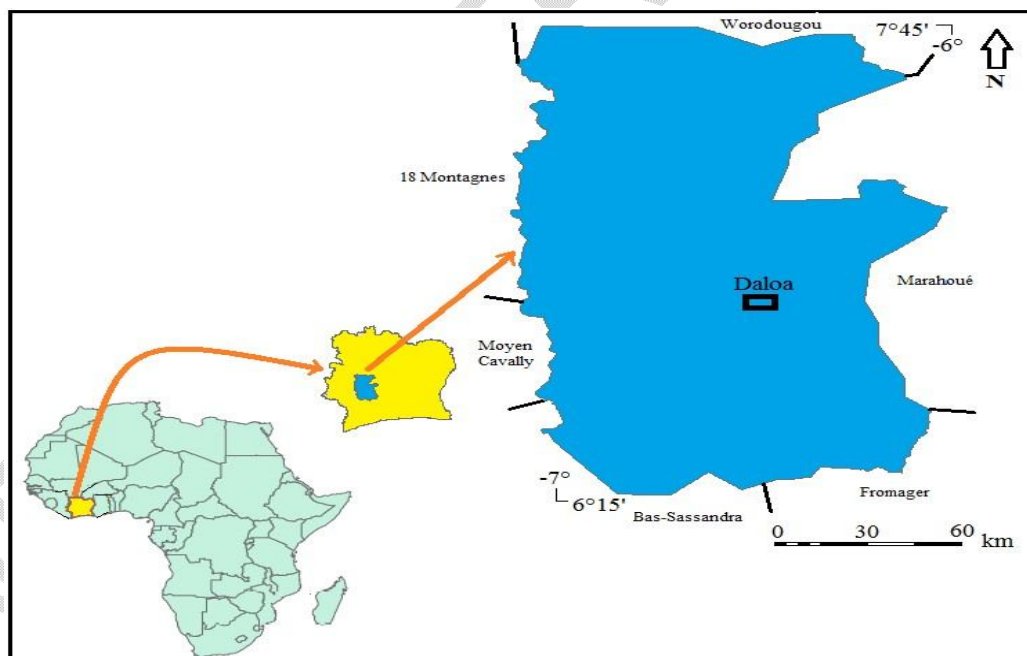 Worodougou
7°45'
-6°
N
18 Montagnes
Daloa
Marahoué
Moyen
Cavally
-7°
6°15'
Fromager
Bas-Sassandra
0 30 60
km